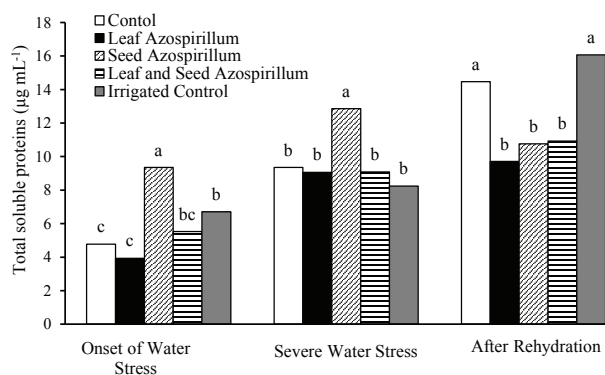 18
16
14
12
10
8
6
4
2
0
Total soluble proteins (µg mL⁻¹)
Contol
Leaf Azospirillum
Seed Azospirillum
Leaf and Seed Azospirillum
Irrigated Control
c
c
a
bc
b
b
b
a
b
b
a
b
b
b
a
Onset of Water
Stress
Severe Water Stress
After Rehydration